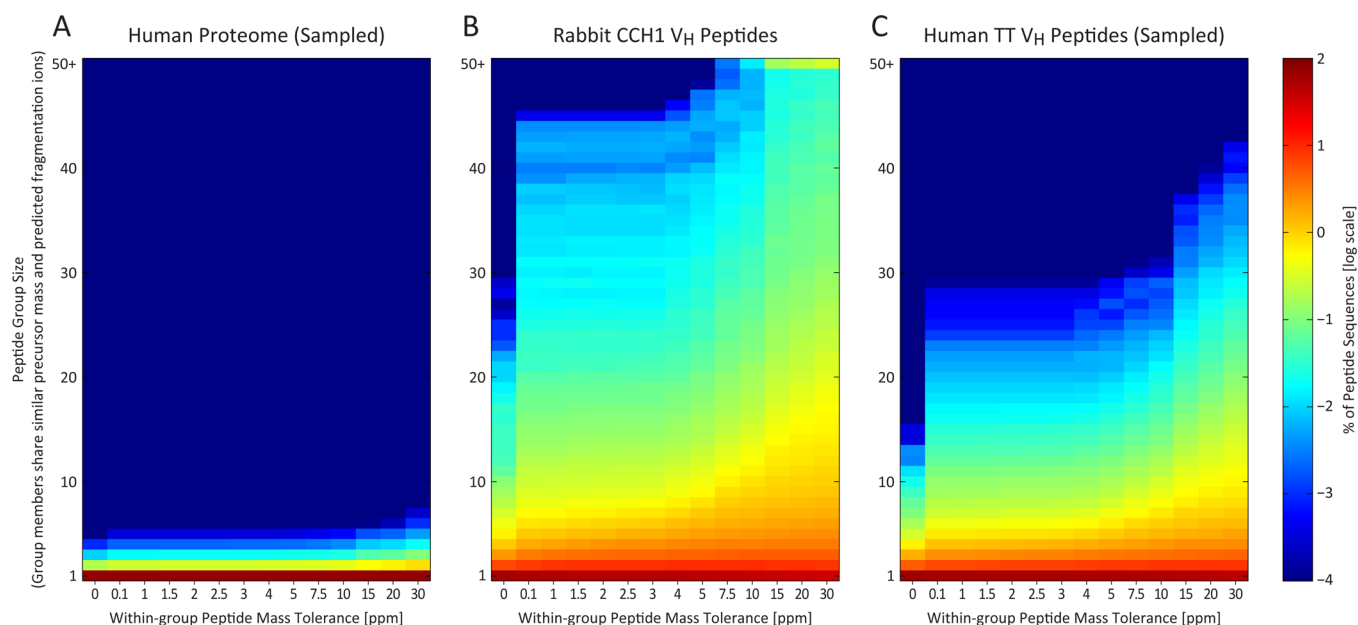 A
Human Proteome (Sampled)
B
Rabbit CCH1 VH Peptides
C
Human TT VH Peptides (Sampled)
Peptide Group Size
(Group members share similar precursor mass and predicted fragmentation ions)
50+
40
30
20
10
1
0 0.1 1 1.5 2 3 4 5 7.5 10 15 20 30
Within-group Peptide Mass Tolerance [ppm]
50+
40
30
20
10
1
0 0.1 1 1.5 2 3 4 5 7.5 10 15 20 30
Within-group Peptide Mass Tolerance [ppm]
50+
40
30
20
10
1
0 0.1 1 1.5 2 3 4 5 7.5 10 15 20 30
Within-group Peptide Mass Tolerance [ppm]
2
1
0
−1
−2
−3
−4
% of Peptide Sequences [log scale]